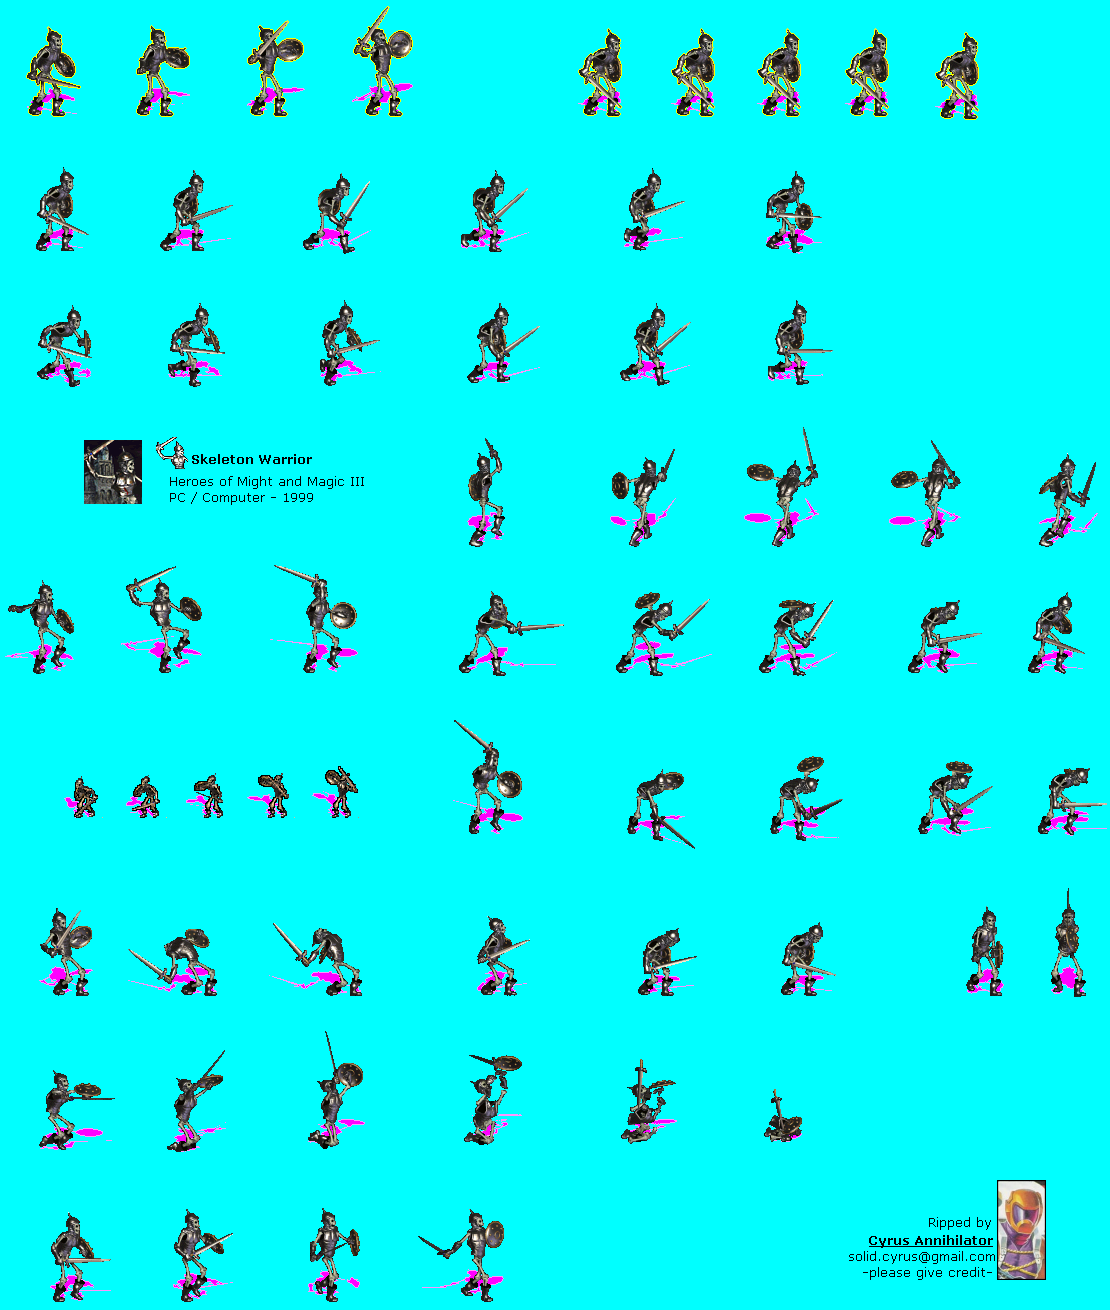 Skeleton Warrior
Heroes of Might and Magic III
PC / Computer - 1999
Ripped by
Cyrus Annihilator
solid.cyrus@gmail.com
-please give credit-